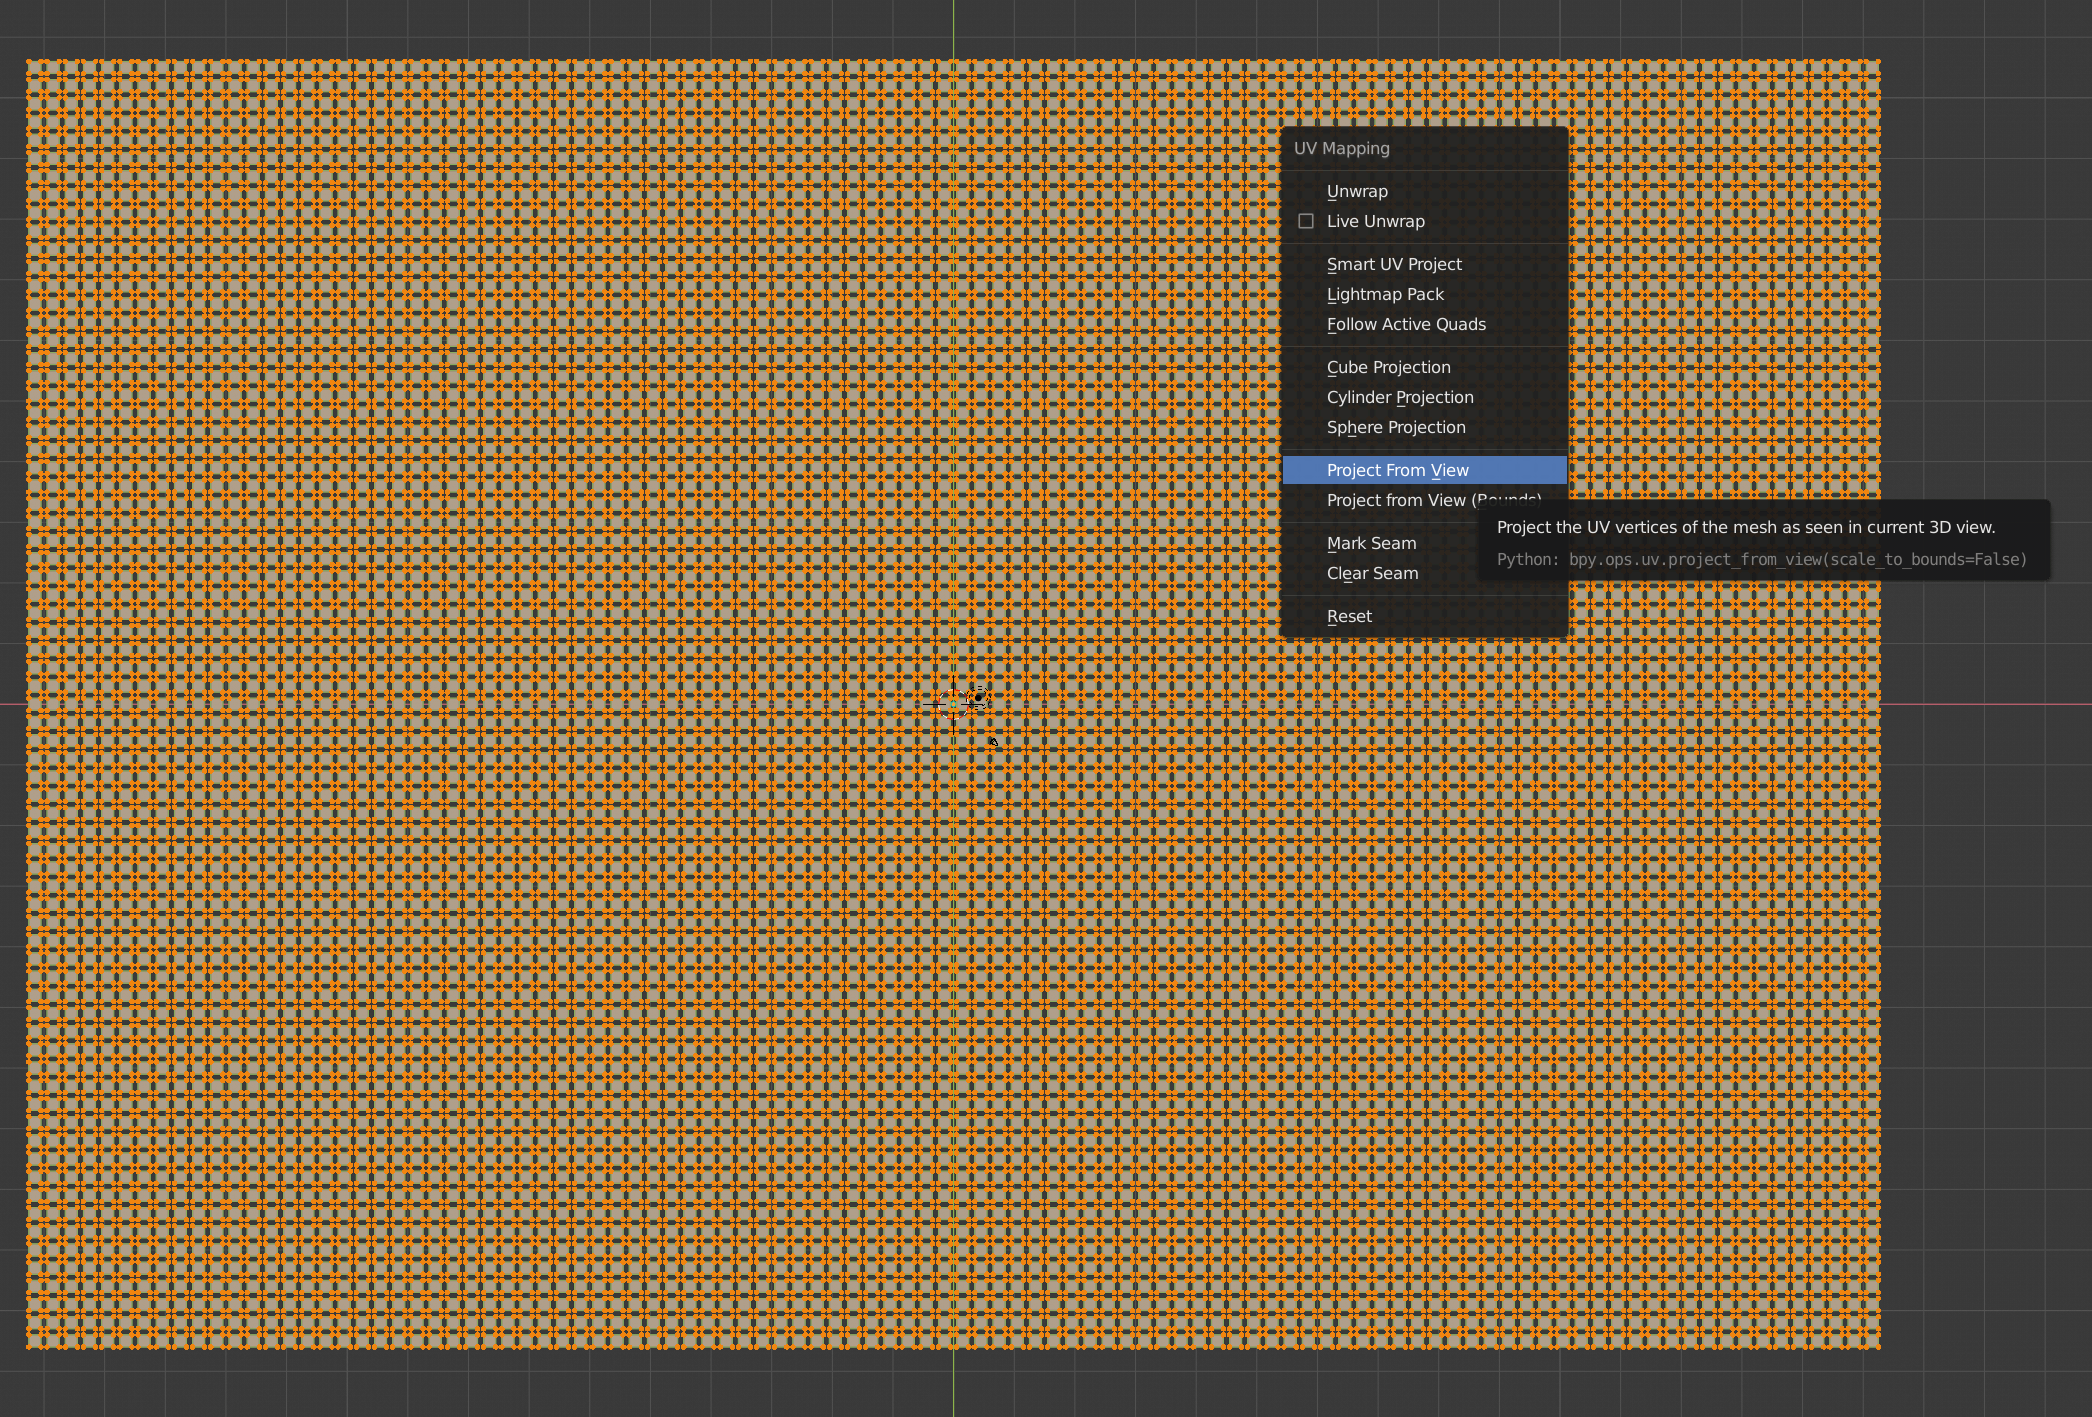 UV Mapping
Unwrap
Live Unwrap
Smart UV Project
Lightmap Pack
Follow Active Quads
Cube Projection
Cylinder Projection
Sphere Projection
Project From View
Project from View (Bounds)
Project the UV vertices of the mesh as seen in current 3D view.
Python: bpy.ops.uv.project_from_view(scale_to_bounds=False)
Mark Seam
Clear Seam
Reset